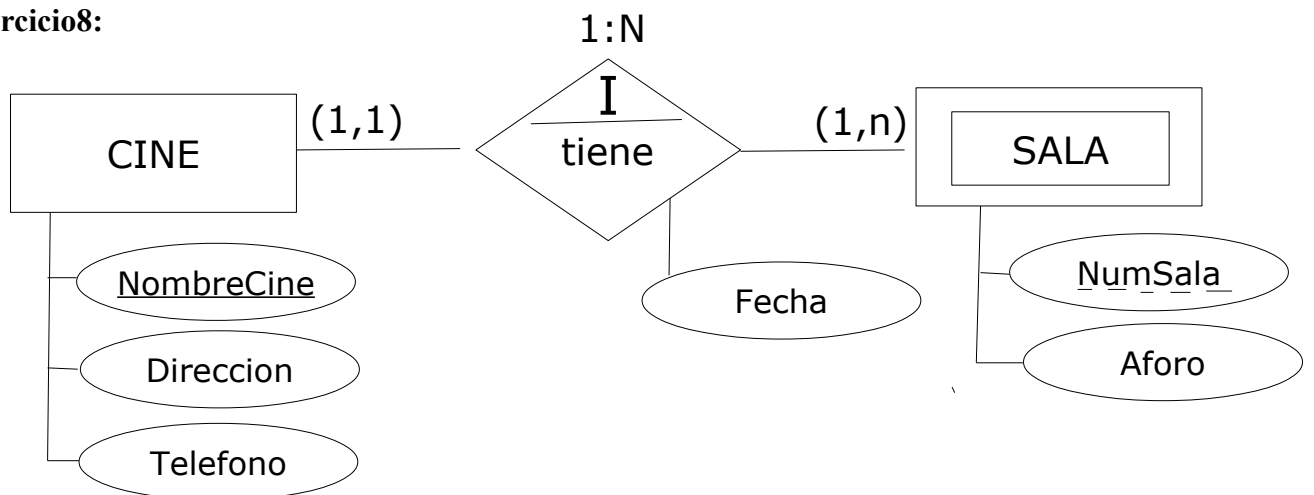 rcicio8:
1:N
I
(1,1)
(1,n)
CINE
tiene
SALA
NombreCine
NumSala
Fecha
Direccion
Aforo
Telefono